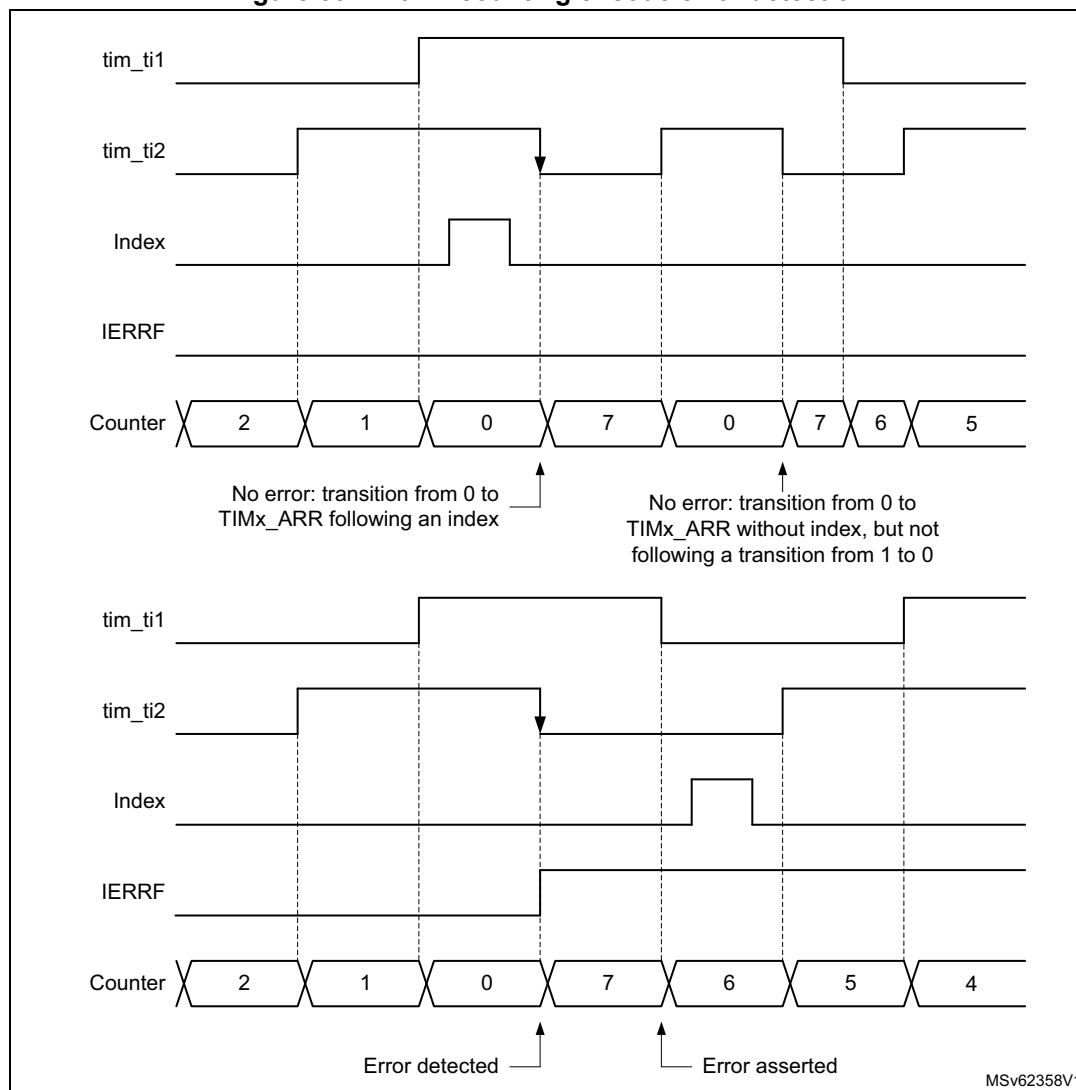 tim_ti1
tim_ti2
Index
IERRF
Counter 2 1 0 7 0 7 6 5
No error: transition from 0 to
TIMx_ARR following an index
No error: transition from 0 to
TIMx_ARR without index, but not
following a transition from 1 to 0
tim_ti1
tim_ti2
Index
IERRF
Counter 2 1 0 7 6 5 4
Error detected
Error asserted